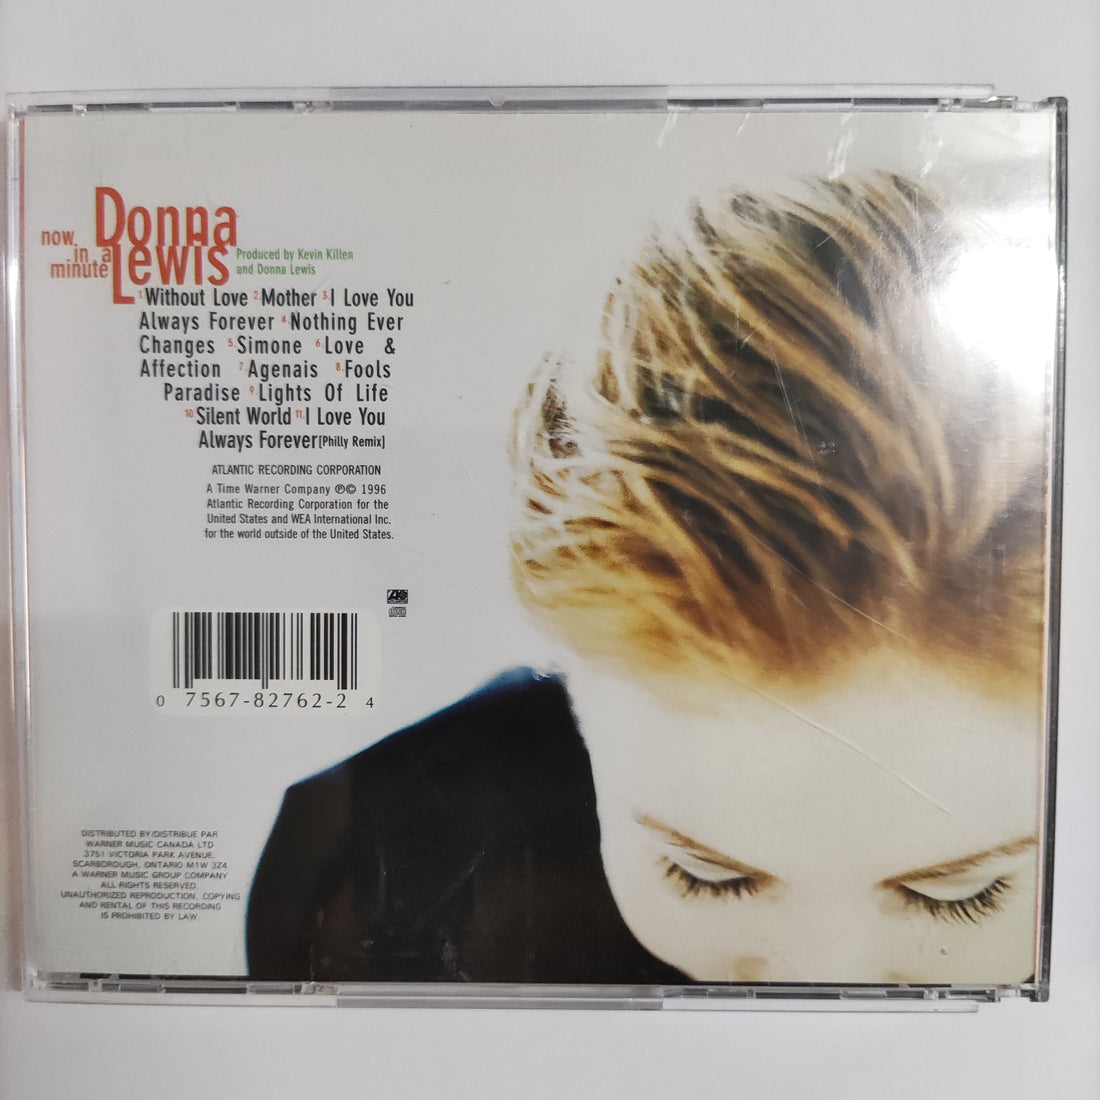 Donna
Lewis
now
in a
minute
Produced by Kevin Killen
and Donna Lewis
1.Without Love 2.Mother 3.I Love You
Always Forever 4.Nothing Ever
Changes 5.Simone 6.Love &
Affection 7.Agenais 8.Fools
Paradise 9.Lights Of Life
10.Silent World 11.I Love You
Always Forever[Philly Remix]
ATLANTIC RECORDING CORPORATION
A Time Warner Company ℗© 1996
Atlantic Recording Corporation for the
United States and WEA International Inc.
for the world outside of the United States.
0 7567-82762-2 4
DISTRIBUTED BY/DISTRIBUE PAR
WARNER MUSIC CANADA LTD
3751 VICTORIA PARK AVENUE,
SCARBOROUGH, ONTARIO M1W 3Z4
A WARNER MUSIC GROUP COMPANY
ALL RIGHTS RESERVED.
UNAUTHORIZED REPRODUCTION, COPYING
AND RENTAL OF THIS RECORDING
IS PROHIBITED BY LAW.